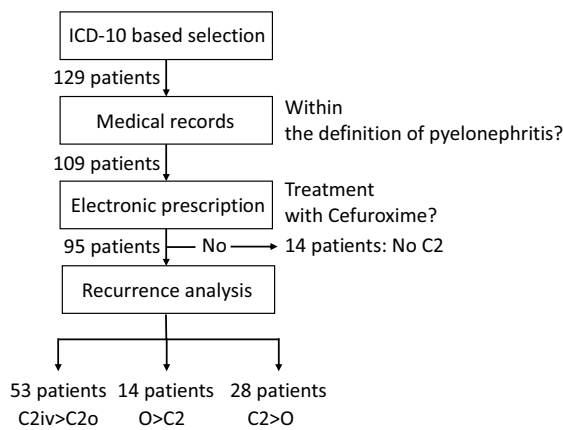 ICD-10 based selection
129 patients
Medical records
Within
the definition of pyelonephritis?
109 patients
Electronic prescription
Treatment
with Cefuroxime?
95 patients
No
14 patients: No C2
Recurrence analysis
53 patients
C2iv>C2o
14 patients
O>C2
28 patients
C2>O